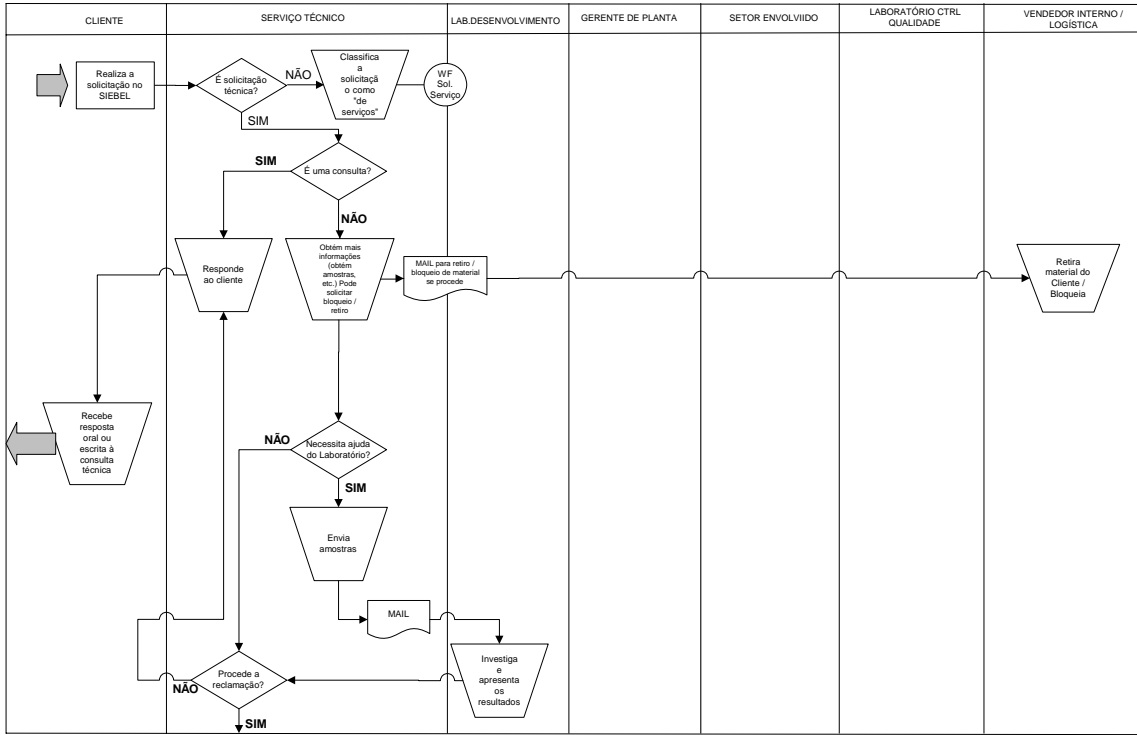 CLIENTE
SERVIÇO TÉCNICO
LAB.DESENVOLVIMENTO
GERENTE DE PLANTA
SETOR ENVOLVIIDO
LABORATÓRIO CTRL
QUALIDADE
VENDEDOR INTERNO /
LOGÍSTICA
Realiza a
solicitação no
SIEBEL
É solicitação
técnica?
NÃO
Classifica
a
solicitaçã
o como
"de
serviços"
WF
Sol.
Serviço
SIM
SIM
É uma consulta?
NÃO
Responde
ao cliente
Obtém mais
informações
(obtém
amostras,
etc.) Pode
solicitar
bloqueio /
retiro
MAIL para retiro /
bloqueio de material
se procede
Retira
material do
Cliente /
Bloqueia
Recebe
resposta
oral ou
escrita à
consulta
técnica
NÃO
Necessita ajuda
do Laboratório?
SIM
Envia
amostras
MAIL
Investiga
e
apresenta
os
resultados
Procede a
reclamação?
NÃO
SIM